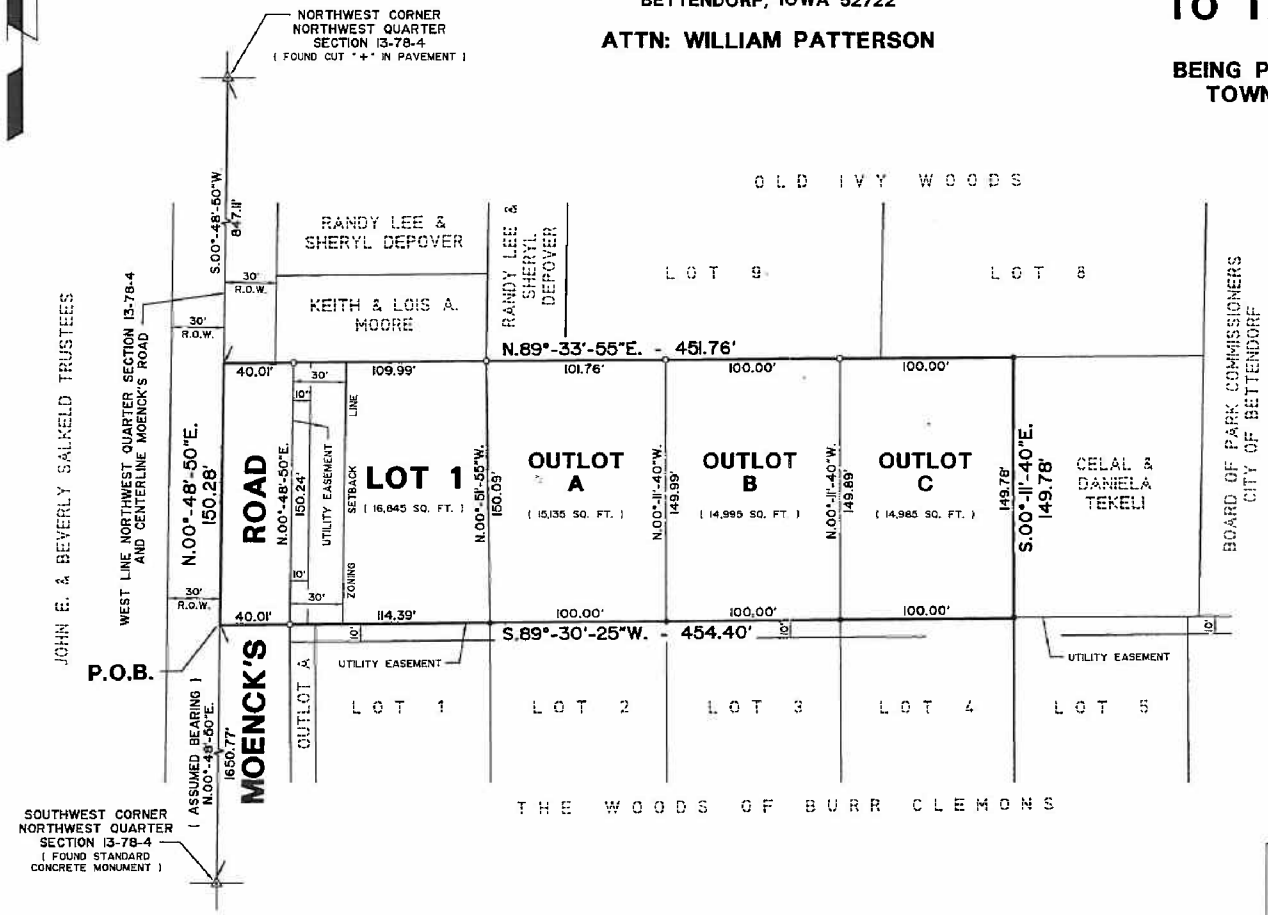 BETTENDORF, IOWA 52722
ATTN: WILLIAM PATTERSON
BEING P
TOWN
NORTHWEST CORNER
NORTHWEST QUARTER
SECTION 13-78-4
( FOUND CUT "+" IN PAVEMENT )
OLD IVY WOODS
S.00°-48'-50"W.
847.11'
30'
R.O.W.
30'
R.O.W.
RANDY LEE &
SHERYL DEPOVER
KEITH & LOIS A.
MOORE
RANDY LEE &
SHERYL
DEPOVER
LOT 9
LOT 8
JOHN E. & BEVERLY SALKELD TRUSTEES
WEST LINE NORTHWEST QUARTER SECTION 13-78-4
AND CENTERLINE MOENCK'S ROAD
BOARD OF PARK COMMISSIONERS
CITY OF BETTENDORF
N.89°-33'-55"E. - 451.76'
40.01'
30'
109.99'
101.76'
100.00'
100.00'
10'
N.00°-48'-50"E.
150.28'
ROAD
N.00°-48'-50"E.
150.24'
UTILITY EASEMENT
ZONING SETBACK LINE
LOT 1
( 16,845 SQ. FT. )
N.00°-51'-55"W.
150.09'
OUTLOT
A
( 15,135 SQ. FT. )
N.00°-11'-40"W.
149.99'
OUTLOT
B
( 14,995 SQ. FT. )
N.00°-11'-40"W.
149.89'
OUTLOT
C
( 14,985 SQ. FT. )
149.78'
S.00°-11'-40"E.
149.78'
CELAL &
DANIELA
TEKELI
30'
R.O.W.
10'
30'
40.01'
114.39'
100.00'
100.00'
100.00'
10'
S.89°-30'-25"W. - 454.40'
10'
10'
P.O.B.
MOENCK'S
OUTLOT A
UTILITY EASEMENT
UTILITY EASEMENT
LOT 1
LOT 2
LOT 3
LOT 4
LOT 5
( ASSUMED BEARING )
N.00°-48'-50"E.
1650.77'
THE WOODS OF BURR CLEMONS
SOUTHWEST CORNER
NORTHWEST QUARTER
SECTION 13-78-4
( FOUND STANDARD
CONCRETE MONUMENT )